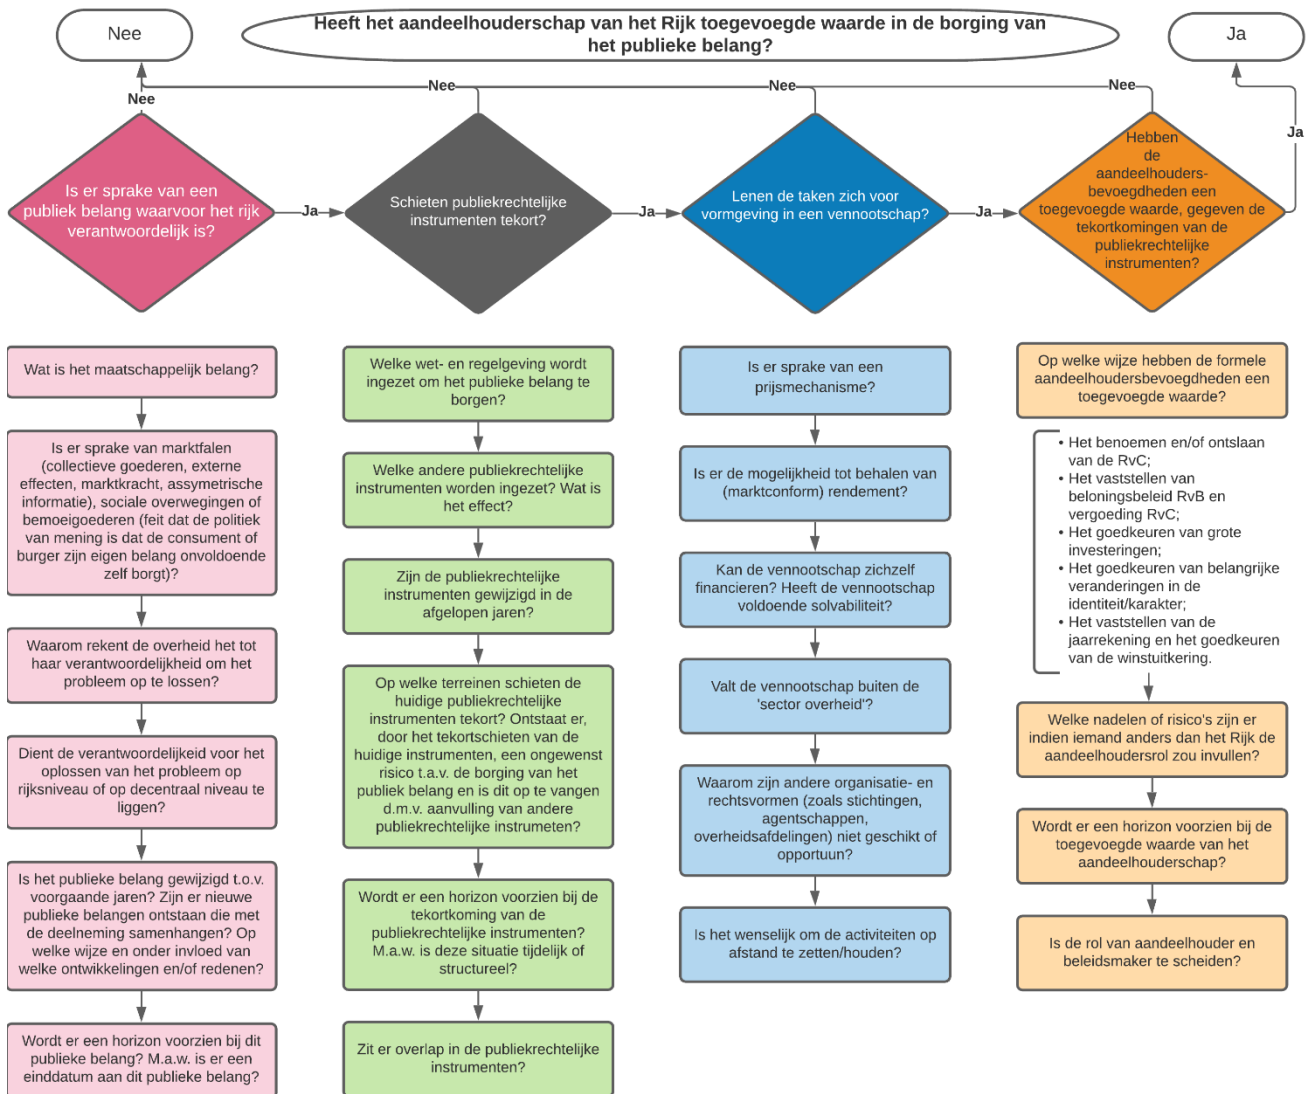 Nee
Heeft het aandeelhouderschap van het Rijk toegevoegde waarde in de borging van
het publieke belang?
Ja
Nee
Nee
Nee
Nee
Ja
Is er sprake van een
publiek belang waarvoor het rijk
verantwoordelijk is?
Ja
Schieten publiekrechtelijke
instrumenten tekort?
Ja
Lenen de taken zich voor
vormgeving in een vennootschap?
Ja
Hebben
de
aandeelhouders-
bevoegdheden een
toegevoegde waarde, gegeven de
tekortkomingen van de
publiekrechtelijke
instrumenten?
Wat is het maatschappelijk belang?
Is er sprake van marktfalen
(collectieve goederen, externe
effecten, marktkracht, assymetrische
informatie), sociale overwegingen of
bemoeigoederen (feit dat de politiek
van mening is dat de consument of
burger zijn eigen belang onvoldoende
zelf borgt)?
Waarom rekent de overheid het tot
haar verantwoordelijkheid om het
probleem op te lossen?
Dient de verantwoordelijkeid voor het
oplossen van het probleem op
rijksniveau of op decentraal niveau te
liggen?
Is het publieke belang gewijzigd t.o.v.
voorgaande jaren? Zijn er nieuwe
publieke belangen ontstaan die met
de deelneming samenhangen? Op
welke wijze en onder invloed van
welke ontwikkelingen en/of redenen?
Wordt er een horizon voorzien bij dit
publieke belang? M.a.w. is er een
einddatum aan dit publieke belang?
Welke wet- en regelgeving wordt
ingezet om het publieke belang te
borgen?
Welke andere publiekrechtelijke
instrumenten worden ingezet? Wat is
het effect?
Zijn de publiekrechtelijke
instrumenten gewijzigd in de
afgelopen jaren?
Op welke terreinen schieten de
huidige publiekrechtelijke
instrumenten tekort? Ontstaat er,
door het tekortschieten van de
huidige instrumenten, een ongewenst
risico t.a.v. de borging van het
publiek belang en is dit op te vangen
d.m.v. aanvulling van andere
publiekrechtelijke instrumeten?
Wordt er een horizon voorzien bij de
tekortkoming van de
publiekrechtelijke instrumenten?
M.a.w. is deze situatie tijdelijk of
structureel?
Zit er overlap in de publiekrechtelijke
instrumenten?
Is er sprake van een
prijsmechanisme?
Is er de mogelijkheid tot behalen van
(marktconform) rendement?
Kan de vennootschap zichzelf
financieren? Heeft de vennootschap
voldoende solvabiliteit?
Valt de vennootschap buiten de
'sector overheid'?
Waarom zijn andere organisatie- en
rechtsvormen (zoals stichtingen,
agentschappen,
overheidsafdelingen) niet geschikt of
opportuun?
Is het wenselijk om de activiteiten op
afstand te zetten/houden?
Op welke wijze hebben de formele
aandeelhoudersbevoegdheden een
toegevoegde waarde?
• Het benoemen en/of ontslaan
van de RvC;
• Het vaststellen van
beloningsbeleid RvB en
vergoeding RvC;
• Het goedkeuren van grote
investeringen;
• Het goedkeuren van belangrijke
veranderingen in de
identiteit/karakter;
• Het vaststellen van de
jaarrekening en het goedkeuren
van de winstuitkering.
Welke nadelen of risico's zijn er
indien iemand anders dan het Rijk de
aandeelhoudersrol zou invullen?
Wordt er een horizon voorzien bij de
toegevoegde waarde van het
aandeelhouderschap?
Is de rol van aandeelhouder en
beleidsmaker te scheiden?